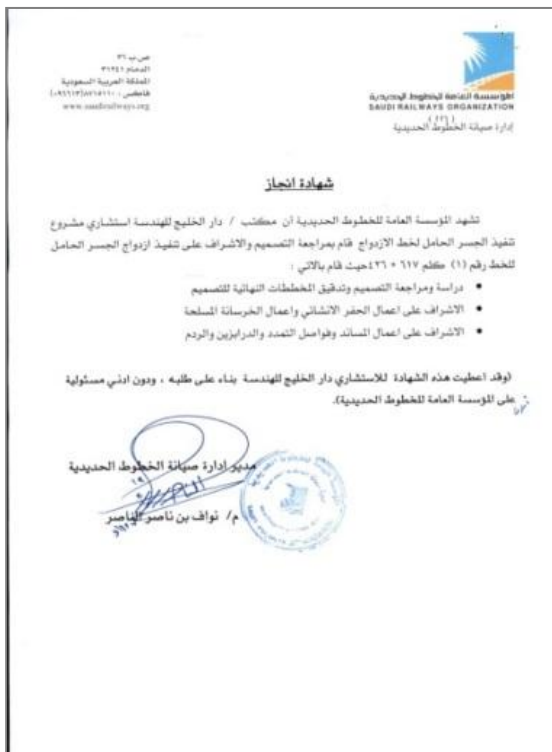 ص.ب ٣٦
الدمام ٣١٢٤١
المملكة العربية السعودية
فاكس :
www.saudirailways.org
المؤسسة العامة للخطوط الحديدية
SAUDI RAILWAYS ORGANIZATION
إدارة صيانة الخطوط الحديدية
شهادة انجاز
تشهد المؤسسة العامة للخطوط الحديدية أن مكتب / دار الخليج للهندسة استشاري مشروع
تنفيذ الجسر الحامل لخط الازدواج قام بمراجعة التصميم والاشراف على تنفيذ ازدواج الجسر الحامل
للخط رقم (١) كلم ٦١٧ + ٤٢٦ حيث قام بالاتي :
• دراسة ومراجعة التصميم وتدقيق المخططات النهائية للتصميم
• الاشراف على اعمال الحفر الانشائي واعمال الخرسانة المسلحة
• الاشراف على اعمال المساند وفواصل التمدد والدرابزين والردم
(وقد اعطيت هذه الشهادة للاستشاري دار الخليج للهندسة بناء على طلبه ، ودون ادني مسئولية
على المؤسسة العامة للخطوط الحديدية).
مدير إدارة صيانة الخطوط الحديدية
م/ نواف بن ناصر الناصر